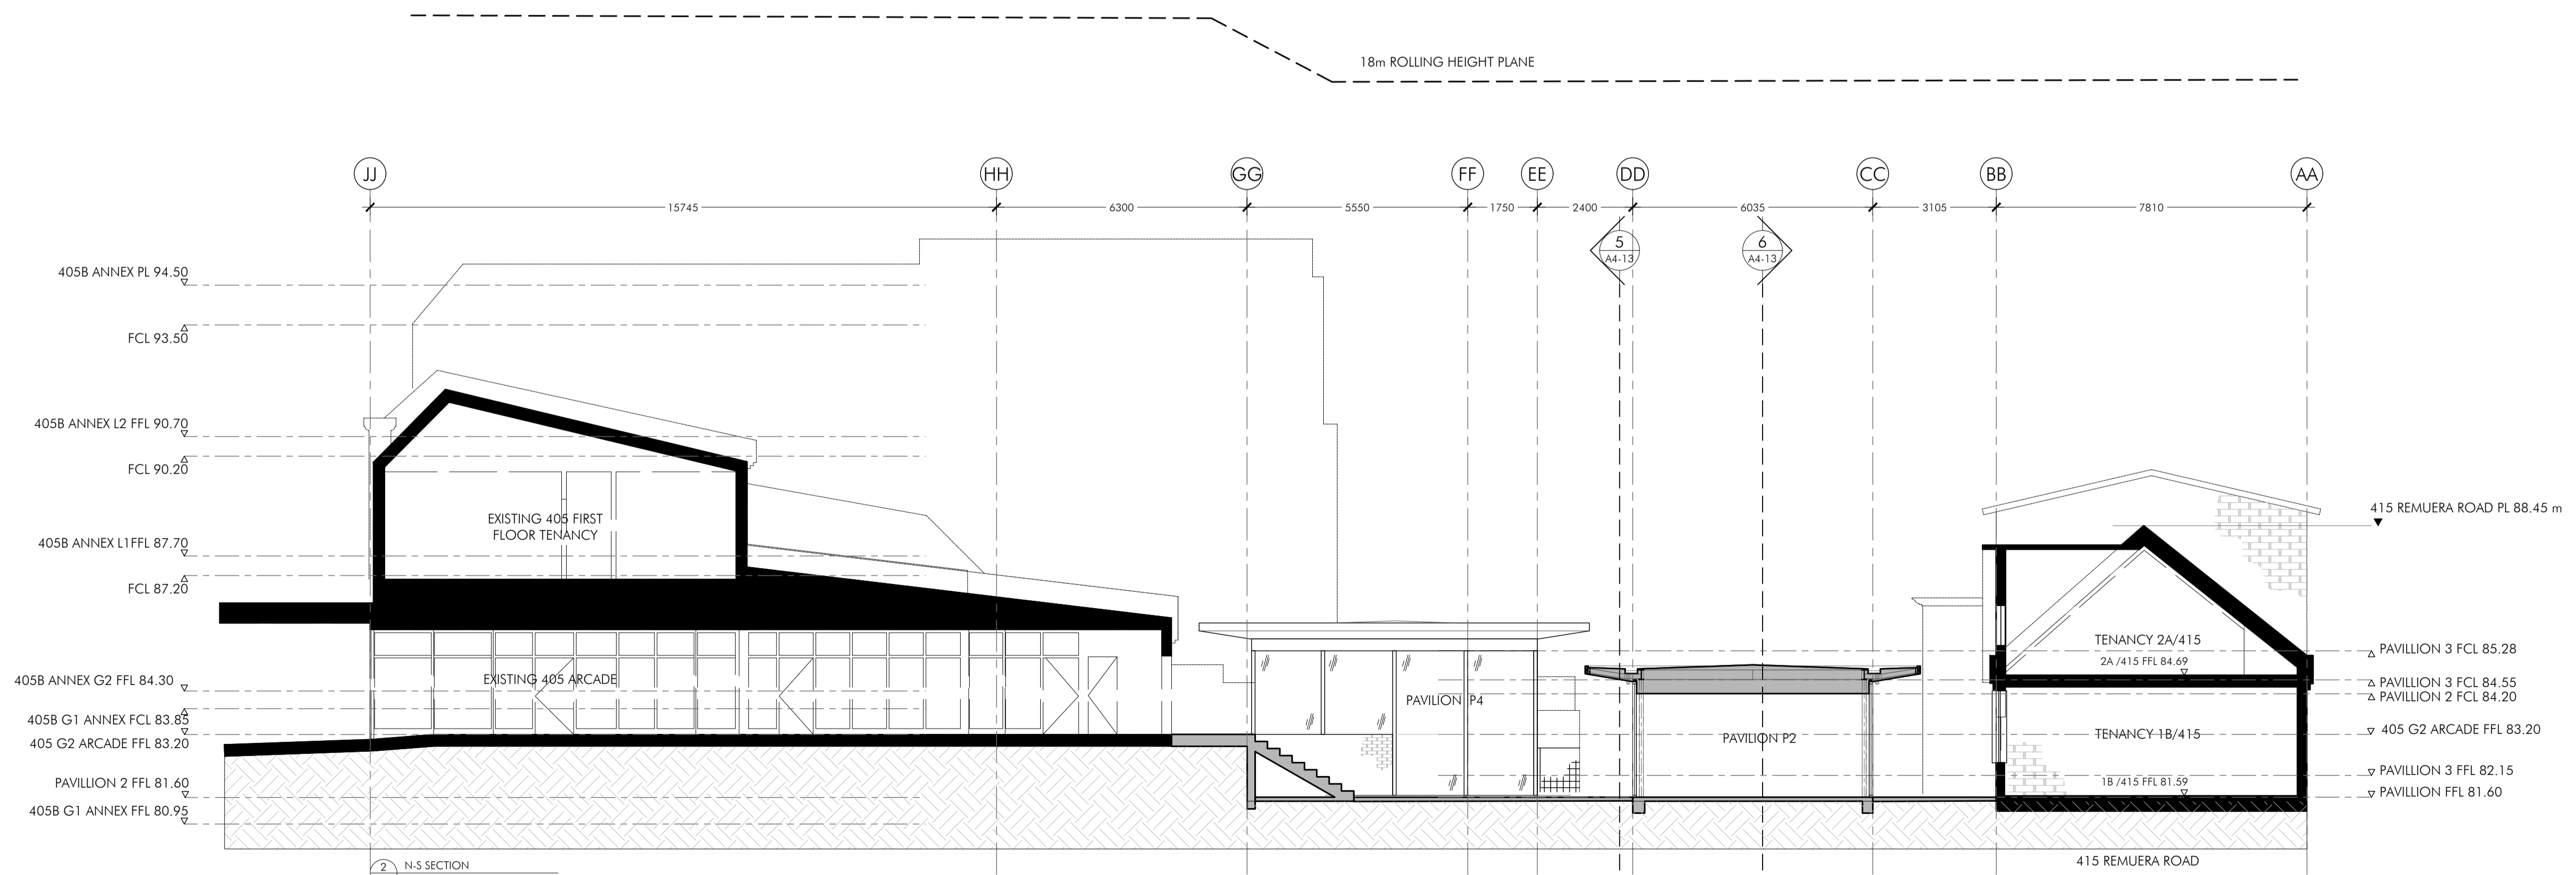 18m ROLLING HEIGHT PLANE
JJ
HH
GG
FF
EE
DD
CC
BB
AA
15745
6300
5550
1750
2400
6035
3105
7810
5
A4-13
6
A4-13
405B ANNEX PL 94.50
FCL 93.50
405B ANNEX L2 FFL 90.70
FCL 90.20
405B ANNEX L1FFL 87.70
FCL 87.20
405B ANNEX G2 FFL 84.30
405B G1 ANNEX FCL 83.85
405 G2 ARCADE FFL 83.20
PAVILLION 2 FFL 81.60
405B G1 ANNEX FFL 80.95
EXISTING 405 FIRST
FLOOR TENANCY
EXISTING 405 ARCADE
PAVILION P4
PAVILION P2
TENANCY 2A/415
2A /415 FFL 84.69
TENANCY 1B/415
1B /415 FFL 81.59
415 REMUERA ROAD PL 88.45 m
PAVILLION 3 FCL 85.28
PAVILLION 3 FCL 84.55
PAVILLION 2 FCL 84.20
405 G2 ARCADE FFL 83.20
PAVILLION 3 FFL 82.15
PAVILLION FFL 81.60
415 REMUERA ROAD
2
N-S SECTION